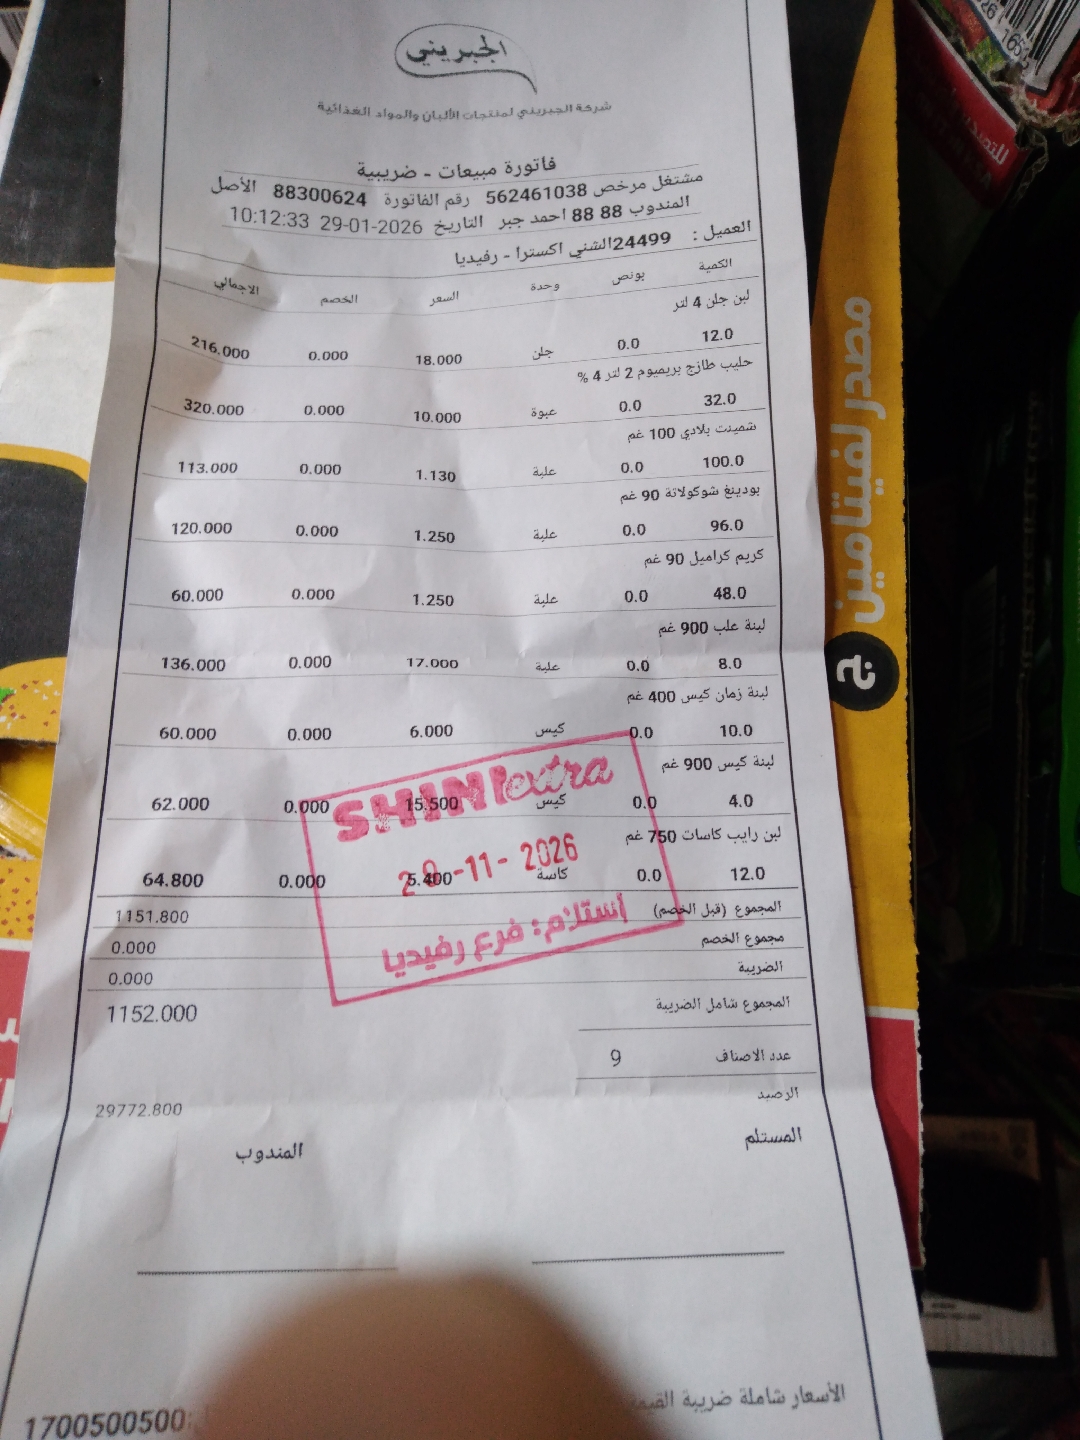 الجبريني
شركة الجبريني لمنتجات الألبان والمواد الغذائية
فاتورة مبيعات - ضريبية
مشتغل مرخص 562461038 رقم الفاتورة 88300624 الأصل
المندوب 88 88 احمد جبر التاريخ 29-01-2026 10:12:33
العميل : 24499الشني اكسترا - رفيديا
الكمية بونص وحدة السعر الخصم الاجمالي
لبن جلن 4 لتر
12.0 0.0 جلن 18.000 0.000 216.000
حليب طازج بريميوم 2 لتر 4 %
32.0 0.0 عبوة 10.000 0.000 320.000
شمينت بلادي 100 غم
100.0 0.0 علبة 1.130 0.000 113.000
بودينغ شوكولاتة 90 غم
96.0 0.0 علبة 1.250 0.000 120.000
كريم كراميل 90 غم
48.0 0.0 علبة 1.250 0.000 60.000
لبنة علب 900 غم
8.0 0.0 علبة 17.000 0.000 136.000
لبنة زمان كيس 400 غم
10.0 0.0 كيس 6.000 0.000 60.000
لبنة كيس 900 غم
4.0 0.0 كيس 15.500 0.000 62.000
لبن رايب كاسات 750 غم
12.0 0.0 كاسة 5.400 0.000 64.800
المجموع (قبل الخصم) 1151.800
مجموع الخصم 0.000
الضريبة 0.000
المجموع شامل الضريبة 1152.000
عدد الاصناف 9
الرصيد 29772.800
المستلم المندوب
الأسعار شاملة ضريبة
1700500500
SHINI extra
-11- 2026
أستلام: فرع رفيديا
مصدر لفيتامين
ج
للتصدير